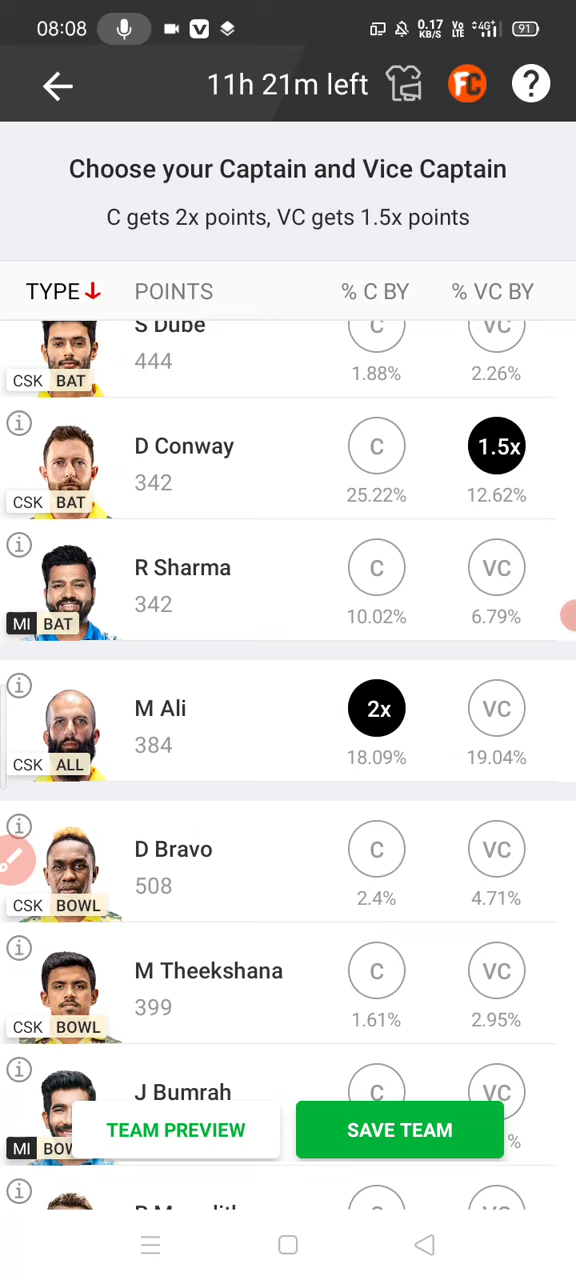 08:08
V
0.17 KB/S
Vo LTE
4G+
91
11h 21m left
FC
?
Choose your Captain and Vice Captain
C gets 2x points, VC gets 1.5x points
TYPE POINTS % C BY % VC BY
S Dube C VC
444 1.88% 2.26%
CSK BAT
D Conway C 1.5x
342 25.22% 12.62%
CSK BAT
R Sharma C VC
342 10.02% 6.79%
MI BAT
M Ali 2x VC
384 18.09% 19.04%
CSK ALL
D Bravo C VC
508 2.4% 4.71%
CSK BOWL
M Theekshana C VC
399 1.61% 2.95%
CSK BOWL
J Bumrah C VC
TEAM PREVIEW SAVE TEAM
%
MI